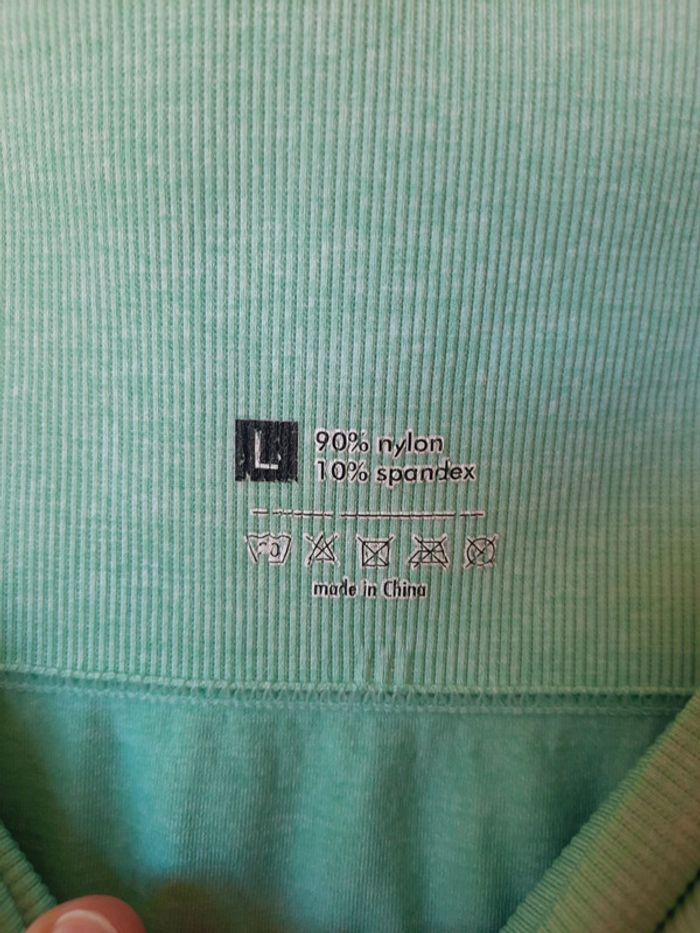 L
90% nylon
10% spandex
made in China